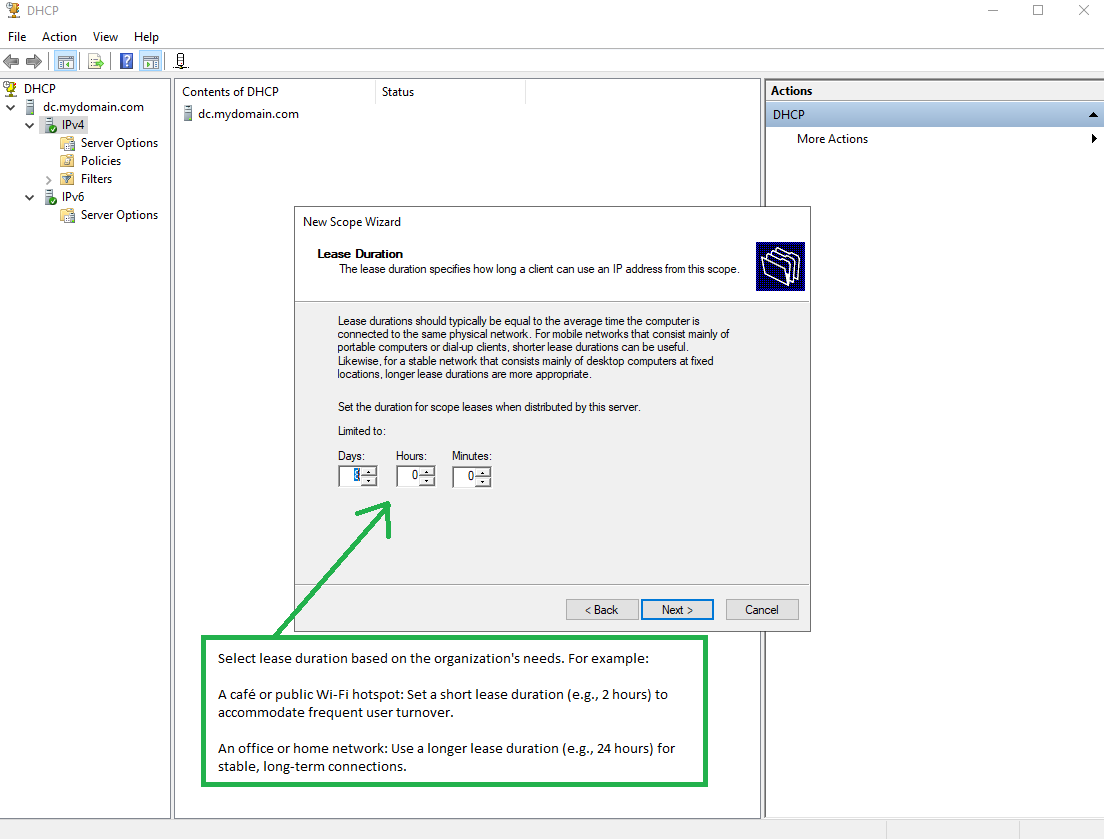 DHCP
File Action View Help
DHCP
dc.mydomain.com
IPv4
Server Options
Policies
Filters
IPv6
Server Options
Contents of DHCP Status
dc.mydomain.com
Actions
DHCP
More Actions
New Scope Wizard
Lease Duration
The lease duration specifies how long a client can use an IP address from this scope.
Lease durations should typically be equal to the average time the computer is
connected to the same physical network. For mobile networks that consist mainly of
portable computers or dial-up clients, shorter lease durations can be useful.
Likewise, for a stable network that consists mainly of desktop computers at fixed
locations, longer lease durations are more appropriate.
Set the duration for scope leases when distributed by this server.
Limited to:
Days: Hours: Minutes:
0 0
< Back Next > Cancel
Select lease duration based on the organization's needs. For example:
A café or public Wi-Fi hotspot: Set a short lease duration (e.g., 2 hours) to
accommodate frequent user turnover.
An office or home network: Use a longer lease duration (e.g., 24 hours) for
stable, long-term connections.